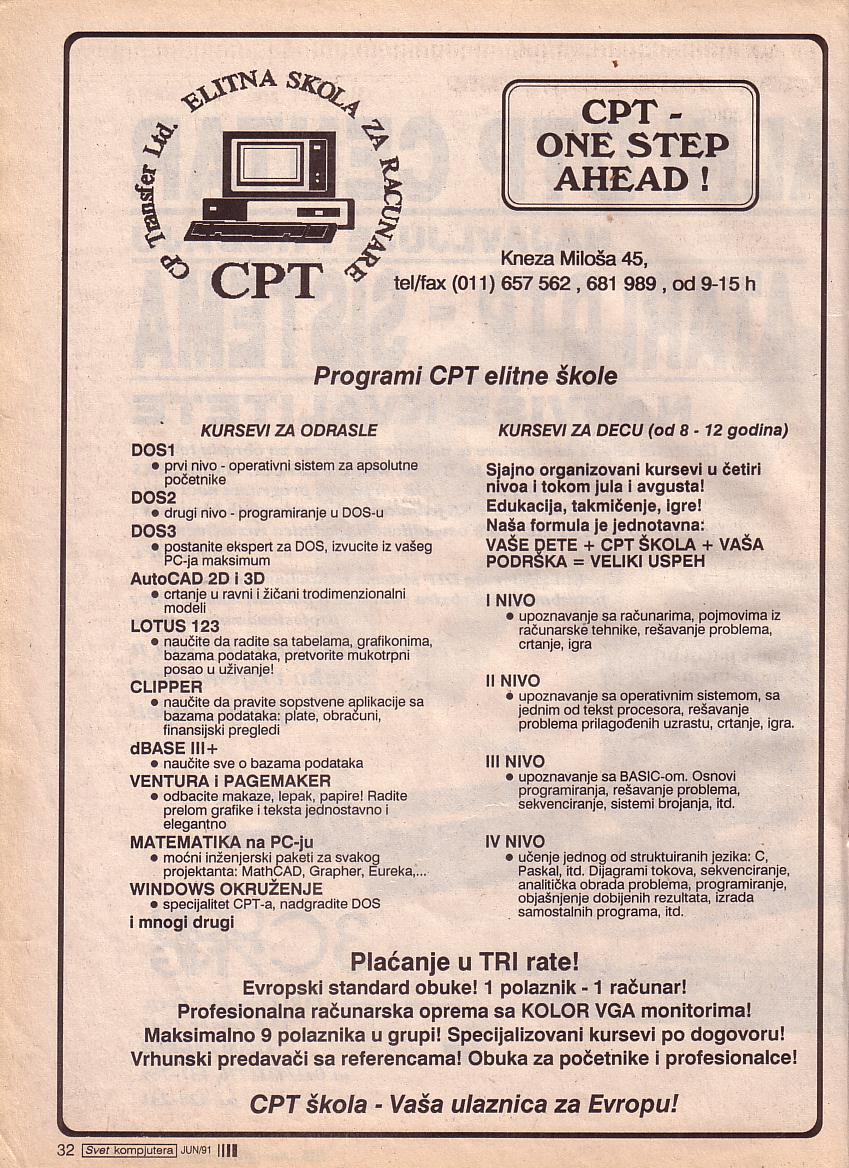 CP Transfer Ltd. ELITNA SKOLA ZA RACUNARE
CPT
CPT -
ONE STEP
AHEAD !
Kneza Miloša 45,
tel/fax (011) 657 562 , 681 989 , od 9-15 h
Programi CPT elitne škole
KURSEVI ZA ODRASLE
DOS1
• prvi nivo - operativni sistem za apsolutne
početnike
DOS2
• drugi nivo - programiranje u DOS-u
DOS3
• postanite ekspert za DOS, izvucite iz vašeg
PC-ja maksimum
AutoCAD 2D i 3D
• crtanje u ravni i žičani trodimenzionalni
modeli
LOTUS 123
• naučite da radite sa tabelama, grafikonima,
bazama podataka, pretvorite mukotrpni
posao u uživanje!
CLIPPER
• naučite da pravite sopstvene aplikacije sa
bazama podataka: plate, obračuni,
finansijski pregledi
dBASE III+
• naučite sve o bazama podataka
VENTURA i PAGEMAKER
• odbacite makaze, lepak, papire! Radite
prelom grafike i teksta jednostavno i
elegantno
MATEMATIKA na PC-ju
• moćni inženjerski paketi za svakog
projektanta: MathCAD, Grapher, Eureka,...
WINDOWS OKRUŽENJE
• specijalitet CPT-a, nadgradite DOS
i mnogi drugi
KURSEVI ZA DECU (od 8 - 12 godina)
Sjajno organizovani kursevi u četiri
nivoa i tokom jula i avgusta!
Edukacija, takmičenje, igre!
Naša formula je jednotavna:
VAŠE DETE + CPT ŠKOLA + VAŠA
PODRŠKA = VELIKI USPEH
I NIVO
• upoznavanje sa računarima, pojmovima iz
računarske tehnike, rešavanje problema,
crtanje, igra
II NIVO
• upoznavanje sa operativnim sistemom, sa
jednim od tekst procesora, rešavanje
problema prilagođenih uzrastu, crtanje, igra.
III NIVO
• upoznavanje sa BASIC-om. Osnovi
programiranja, rešavanje problema,
sekvenciranje, sistemi brojanja, itd.
IV NIVO
• učenje jednog od struktuiranih jezika: C,
Paskal, itd. Dijagrami tokova, sekvenciranje,
analitička obrada problema, programiranje,
objašnjenje dobijenih rezultata, izrada
samostalnih programa, itd.
Plaćanje u TRI rate!
Evropski standard obuke! 1 polaznik - 1 računar!
Profesionalna računarska oprema sa KOLOR VGA monitorima!
Maksimalno 9 polaznika u grupi! Specijalizovani kursevi po dogovoru!
Vrhunski predavači sa referencama! Obuka za početnike i profesionalce!
CPT škola - Vaša ulaznica za Evropu!
32 Svet kompjutera JUN/91